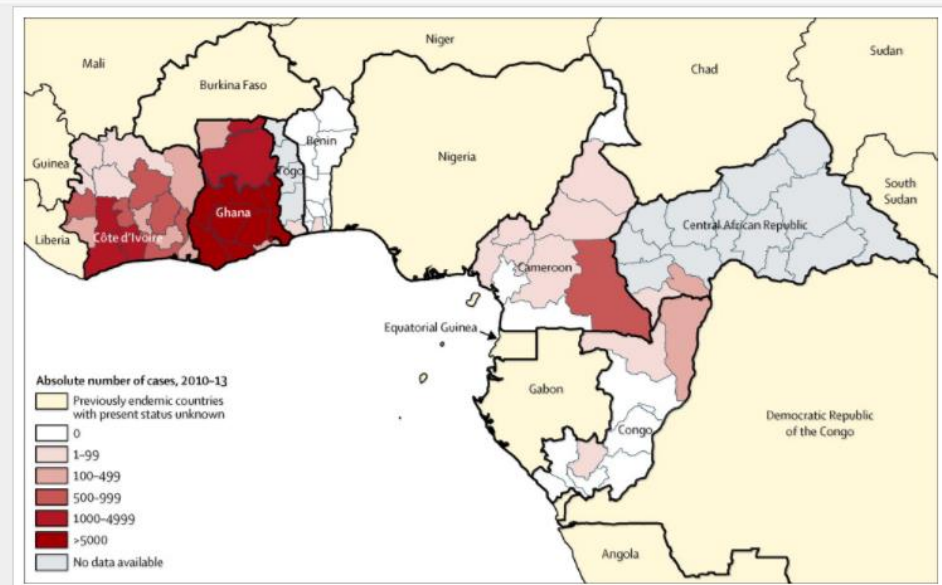 Niger
Mali
Sudan
Chad
Burkina Faso
Benin
Guinea
Nigeria
Togo
South
Sudan
Ghana
Liberia
Côte d'Ivoire
Central African Republic
Cameroon
Equatorial Guinea
Gabon
Congo
Democratic Republic
of the Congo
Angola
Absolute number of cases, 2010–13
Previously endemic countries
with present status unknown
0
1–99
100–499
500–999
1000–4999
>5000
No data available